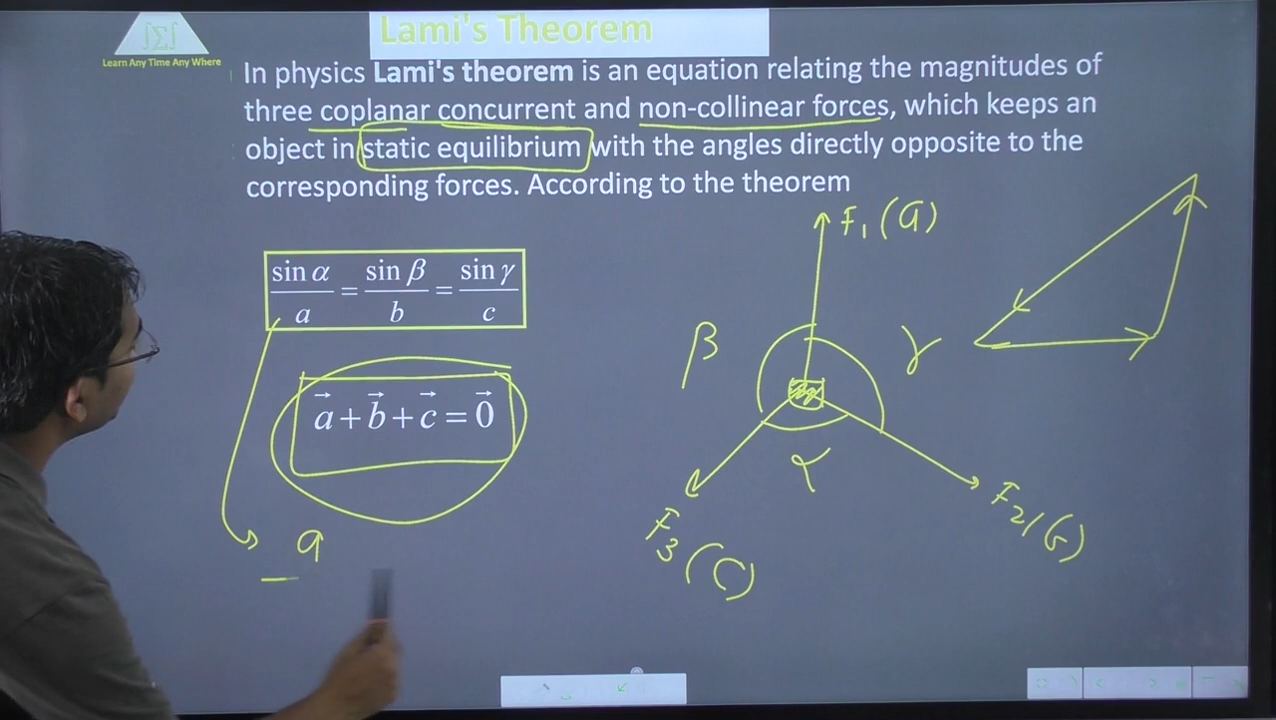 Lami's Theorem
∫∑∫
Learn Any Time Any Where
In physics Lami's theorem is an equation relating the magnitudes of
three coplanar concurrent and non-collinear forces, which keeps an
object in static equilibrium with the angles directly opposite to the
corresponding forces. According to the theorem
sin α / a = sin β / b = sin γ / c
a⃗ + b⃗ + c⃗ = 0⃗
a
F₁ (a)
β
γ
α
F₂ (b)
F₃ (c)